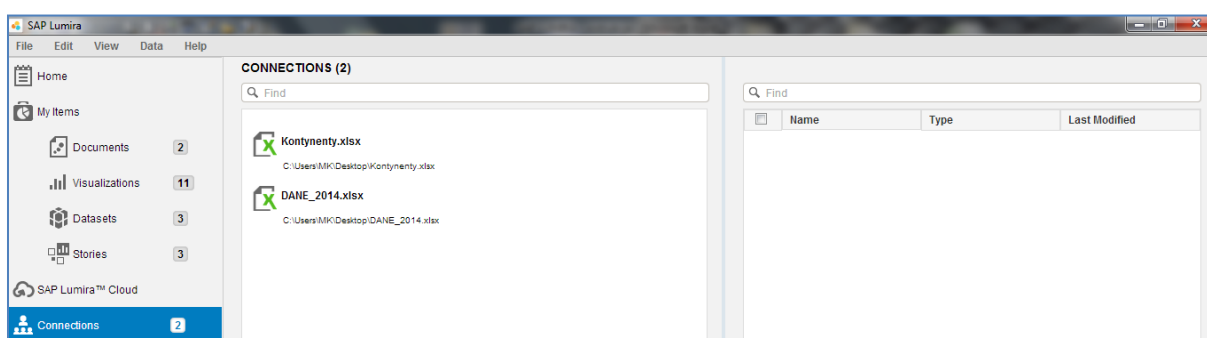 SAP Lumira
File Edit View Data Help
Home
My Items
Documents 2
Visualizations 11
Datasets 3
Stories 3
SAP Lumira™ Cloud
Connections 2
CONNECTIONS (2)
Find
Kontynenty.xlsx
C:\Users\MK\Desktop\Kontynenty.xlsx
DANE_2014.xlsx
C:\Users\MK\Desktop\DANE_2014.xlsx
Find
Name Type Last Modified